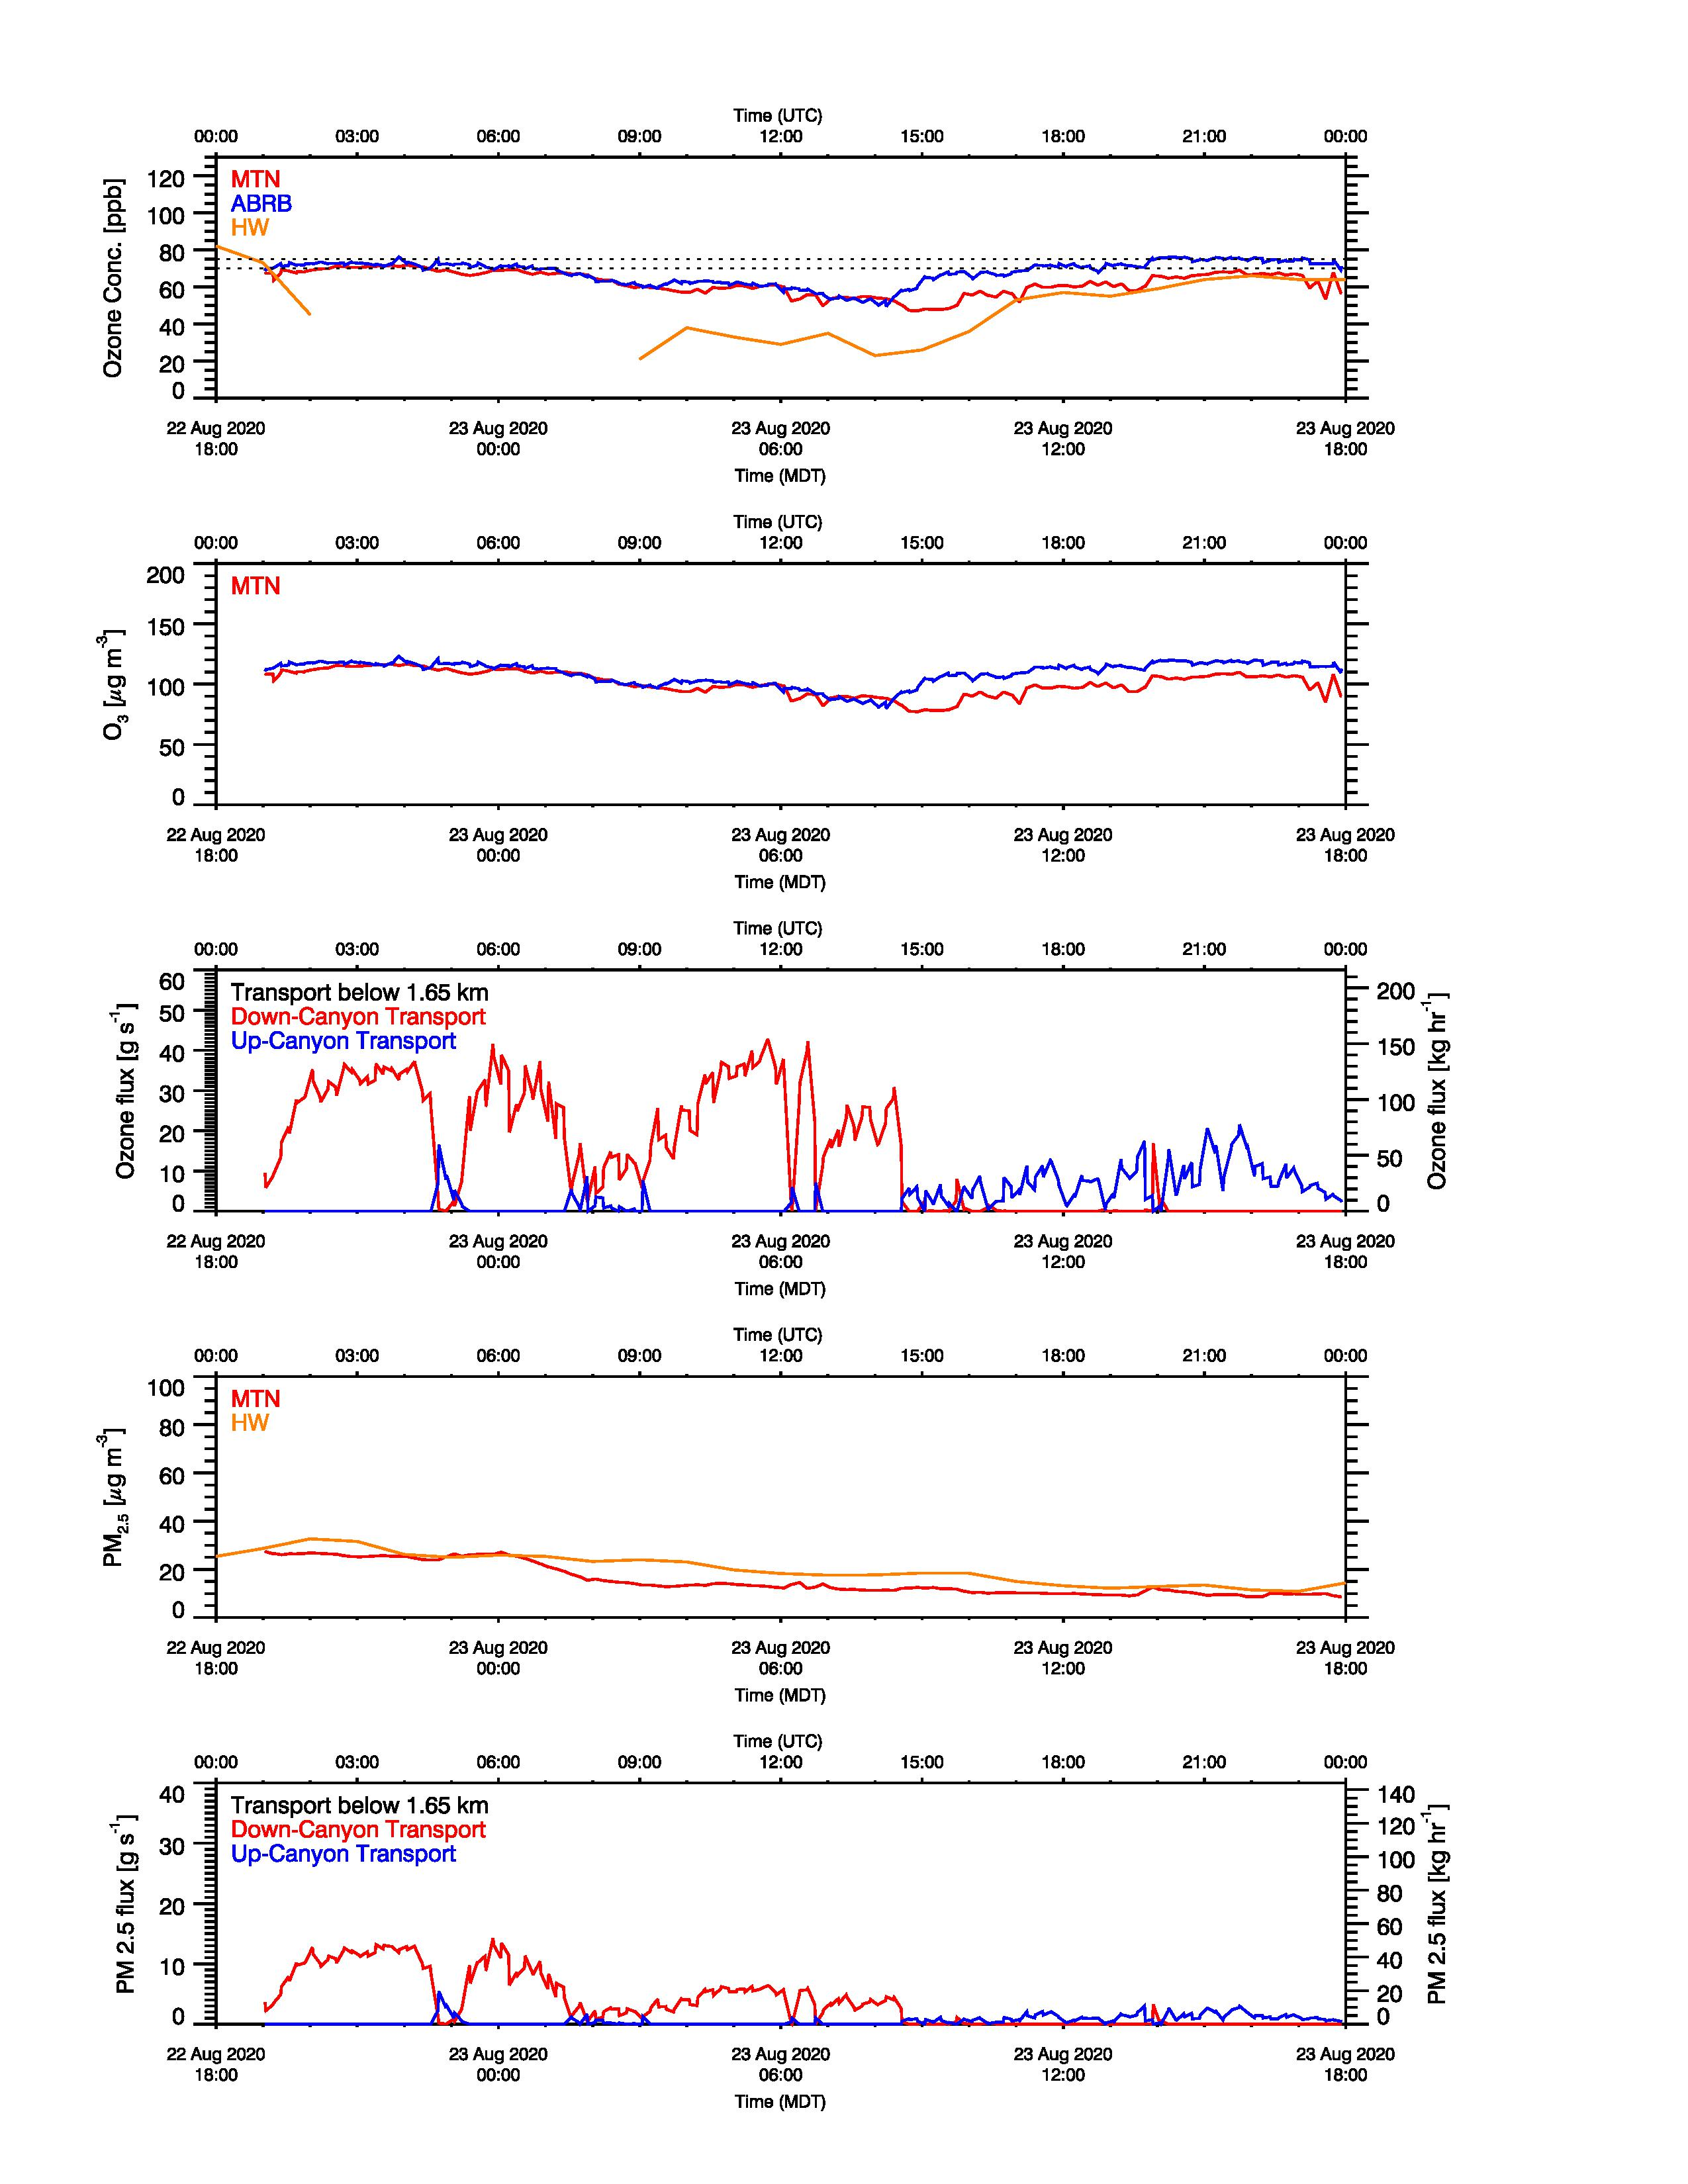 Time (UTC)
00:00 03:00 06:00 09:00 12:00 15:00 18:00 21:00 00:00
Ozone Conc. [ppb]
120
100
80
60
40
20
0
MTN
ABRB
HW
22 Aug 2020 23 Aug 2020 23 Aug 2020 23 Aug 2020 23 Aug 2020
18:00 00:00 06:00 12:00 18:00
Time (MDT)
Time (UTC)
00:00 03:00 06:00 09:00 12:00 15:00 18:00 21:00 00:00
O3 [μg m-3]
200
150
100
50
0
MTN
22 Aug 2020 23 Aug 2020 23 Aug 2020 23 Aug 2020 23 Aug 2020
18:00 00:00 06:00 12:00 18:00
Time (MDT)
Time (UTC)
00:00 03:00 06:00 09:00 12:00 15:00 18:00 21:00 00:00
Ozone flux [g s-1]
60
50
40
30
20
10
0
Transport below 1.65 km
Down-Canyon Transport
Up-Canyon Transport
200
150
100
50
0
Ozone flux [kg hr-1]
22 Aug 2020 23 Aug 2020 23 Aug 2020 23 Aug 2020 23 Aug 2020
18:00 00:00 06:00 12:00 18:00
Time (MDT)
Time (UTC)
00:00 03:00 06:00 09:00 12:00 15:00 18:00 21:00 00:00
PM2.5 [μg m-3]
100
80
60
40
20
0
MTN
HW
22 Aug 2020 23 Aug 2020 23 Aug 2020 23 Aug 2020 23 Aug 2020
18:00 00:00 06:00 12:00 18:00
Time (MDT)
Time (UTC)
00:00 03:00 06:00 09:00 12:00 15:00 18:00 21:00 00:00
PM 2.5 flux [g s-1]
40
30
20
10
0
Transport below 1.65 km
Down-Canyon Transport
Up-Canyon Transport
140
120
100
80
60
40
20
0
PM 2.5 flux [kg hr-1]
22 Aug 2020 23 Aug 2020 23 Aug 2020 23 Aug 2020 23 Aug 2020
18:00 00:00 06:00 12:00 18:00
Time (MDT)